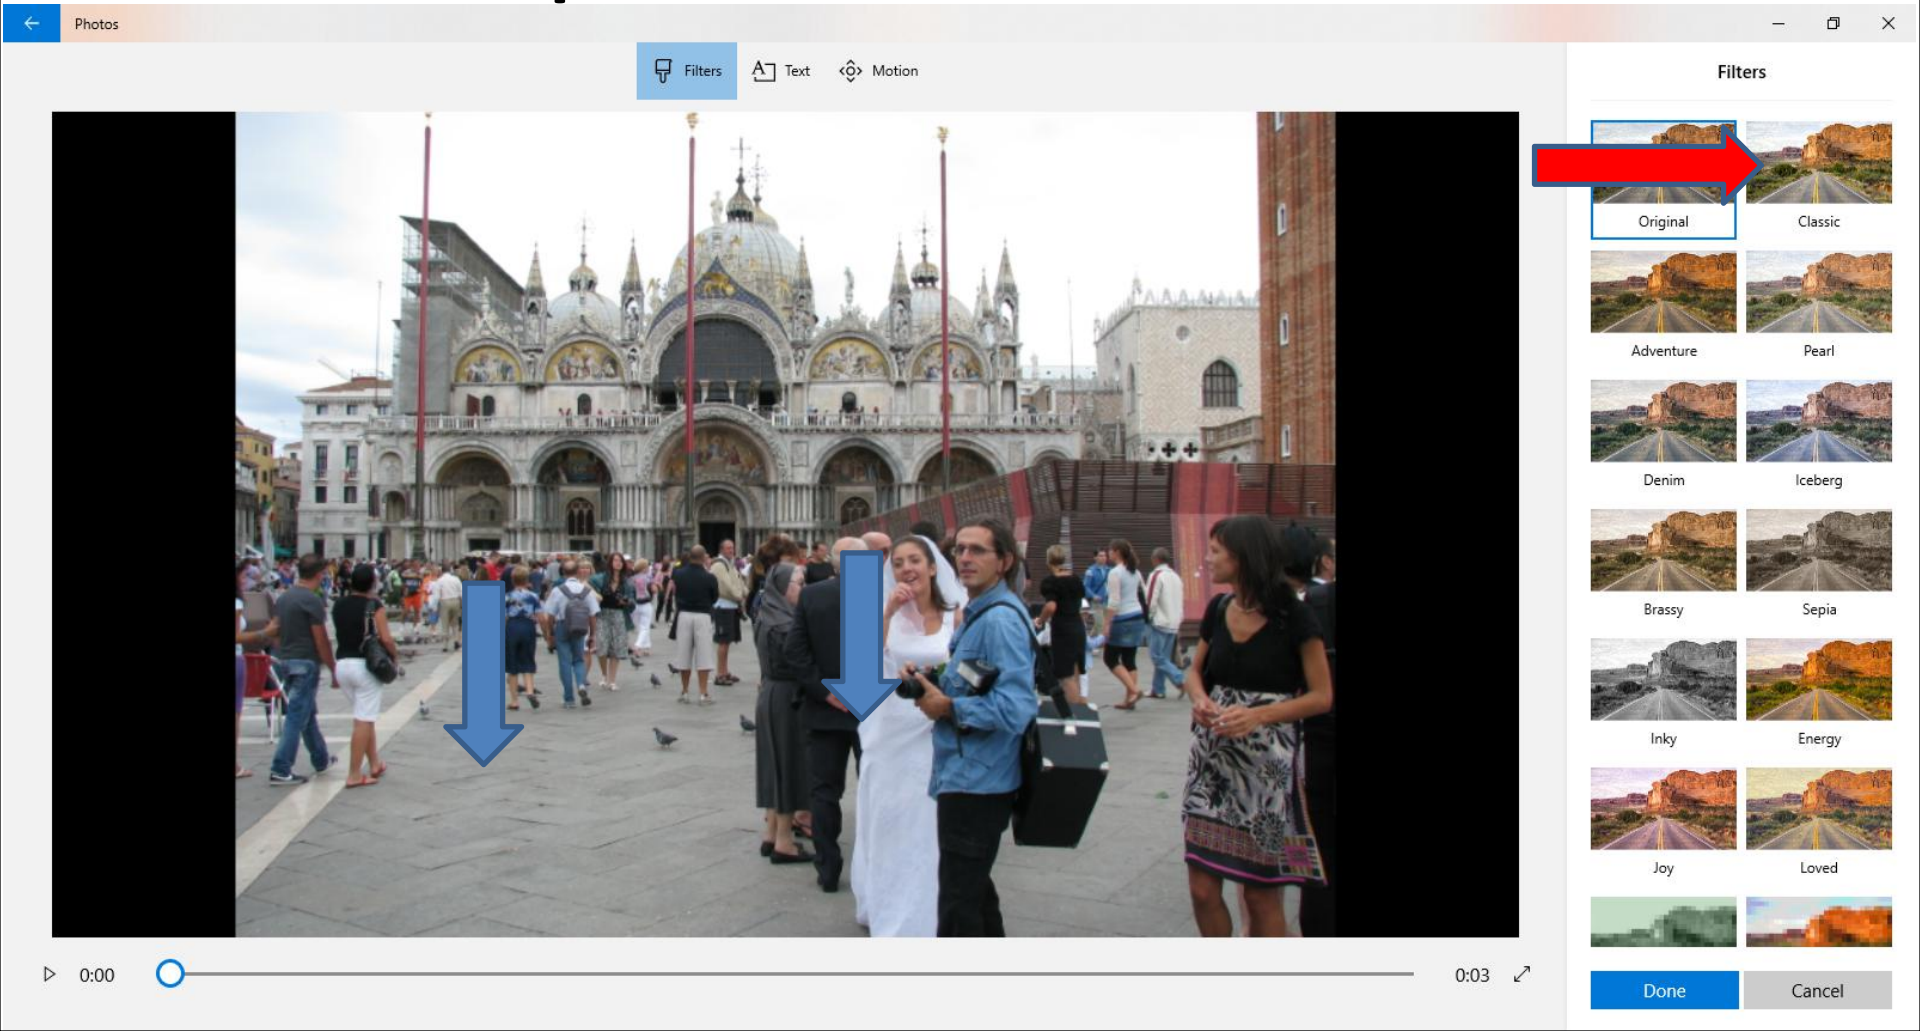 Photos
Filters
Text
Motion
Filters
Original
Classic
Adventure
Pearl
Denim
Iceberg
Brassy
Sepia
Inky
Energy
Joy
Loved
0:00
0:03
Done
Cancel